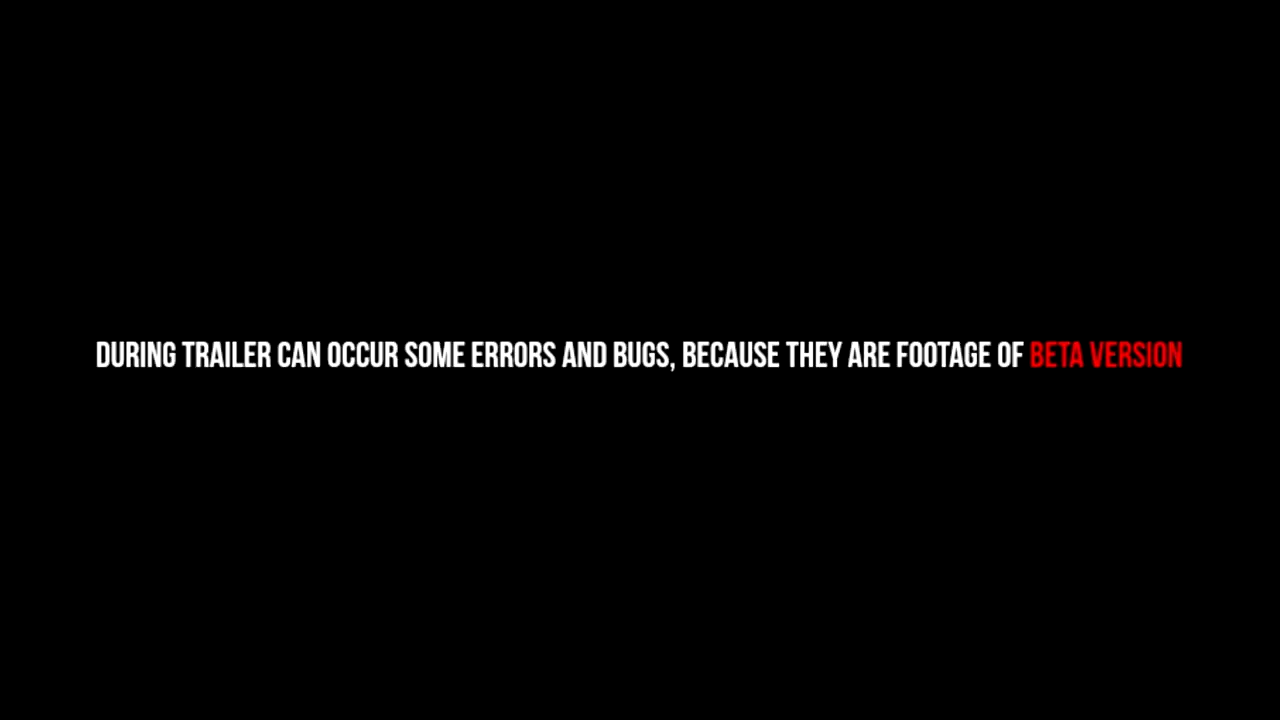 DURING TRAILER CAN OCCUR SOME ERRORS AND BUGS, BECAUSE THEY ARE FOOTAGE OF BETA VERSION